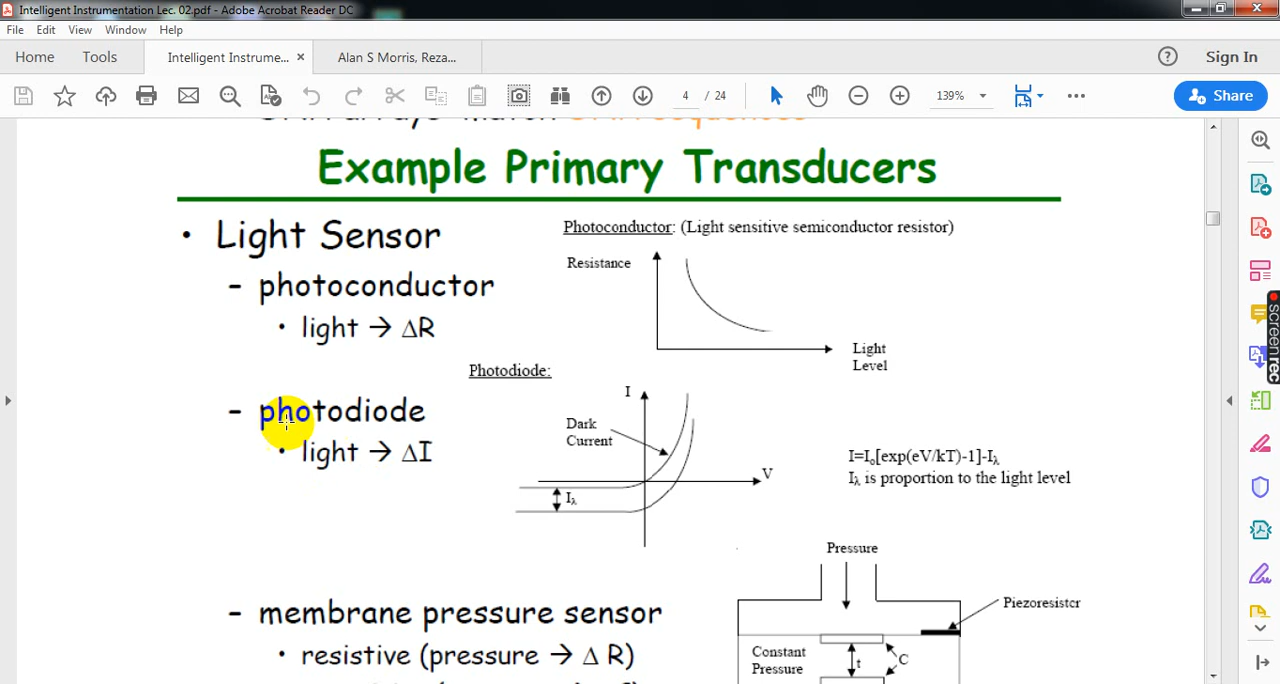 Intelligent Instrumentation Lec. 02.pdf - Adobe Acrobat Reader DC
File Edit View Window Help
Home Tools Intelligent Instrume... × Alan S Morris, Reza... ? Sign In
4 / 24 139% Share
Example Primary Transducers
• Light Sensor
Photoconductor: (Light sensitive semiconductor resistor)
Resistance
Light
Level
- photoconductor
• light → ΔR
Photodiode:
- photodiode
• light → ΔI
I
Dark
Current
V
Iλ
I=Io[exp(eV/kT)-1]-Iλ
Iλ is proportion to the light level
- membrane pressure sensor
• resistive (pressure → Δ R)
Pressure
Piezoresistor
Constant
Pressure
t
C
screenrec